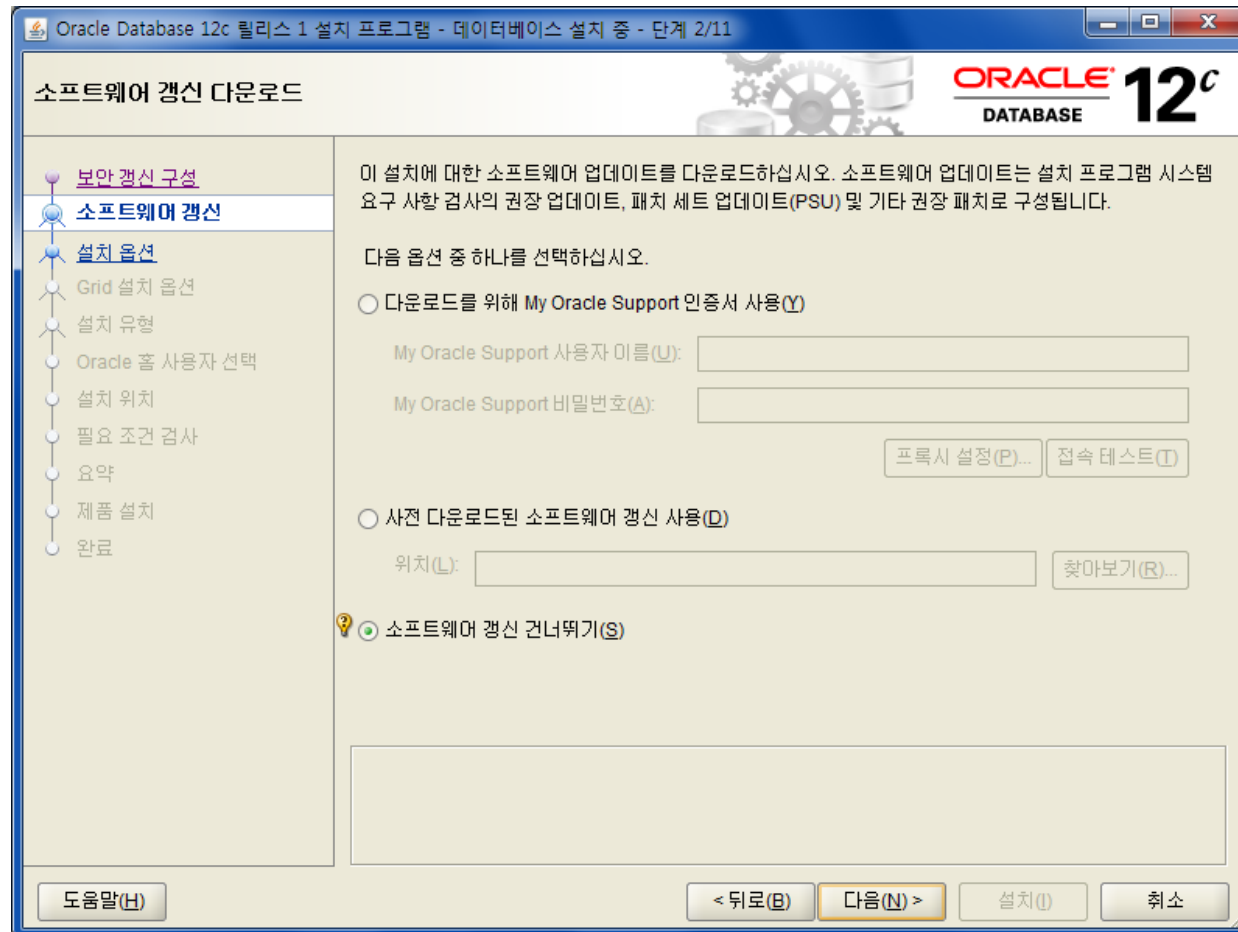 Oracle Database 12c 릴리스 1 설치 프로그램 - 데이터베이스 설치 중 - 단계 2/11
소프트웨어 갱신 다운로드
ORACLE
DATABASE
12c
보안 갱신 구성
소프트웨어 갱신
설치 옵션
Grid 설치 옵션
설치 유형
Oracle 홈 사용자 선택
설치 위치
필요 조건 검사
요약
제품 설치
완료
이 설치에 대한 소프트웨어 업데이트를 다운로드하십시오. 소프트웨어 업데이트는 설치 프로그램 시스템
요구 사항 검사의 권장 업데이트, 패치 세트 업데이트(PSU) 및 기타 권장 패치로 구성됩니다.
다음 옵션 중 하나를 선택하십시오.
다운로드를 위해 My Oracle Support 인증서 사용(Y)
My Oracle Support 사용자 이름(U):
My Oracle Support 비밀번호(A):
프록시 설정(P)... 접속 테스트(T)
사전 다운로드된 소프트웨어 갱신 사용(D)
위치(L): 찾아보기(R)...
소프트웨어 갱신 건너뛰기(S)
도움말(H) < 뒤로(B) 다음(N) > 설치(I) 취소